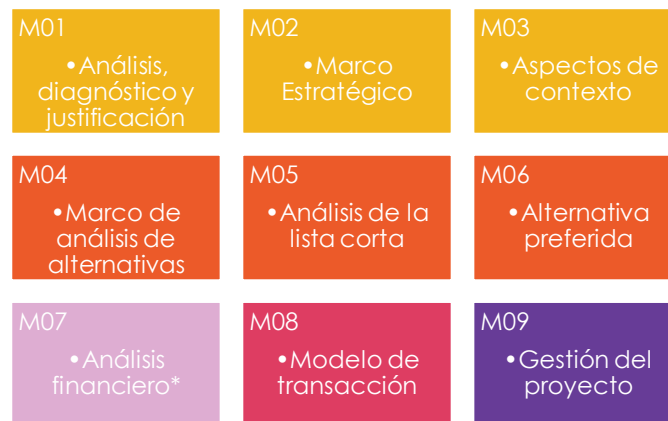 M01
•Análisis,
diagnóstico y
justificación
M02
•Marco
Estratégico
M03
•Aspectos de
contexto
M04
•Marco de
análisis de
alternativas
M05
•Análisis de la
lista corta
M06
•Alternativa
preferida
M07
•Análisis
financiero*
M08
•Modelo de
transacción
M09
•Gestión del
proyecto